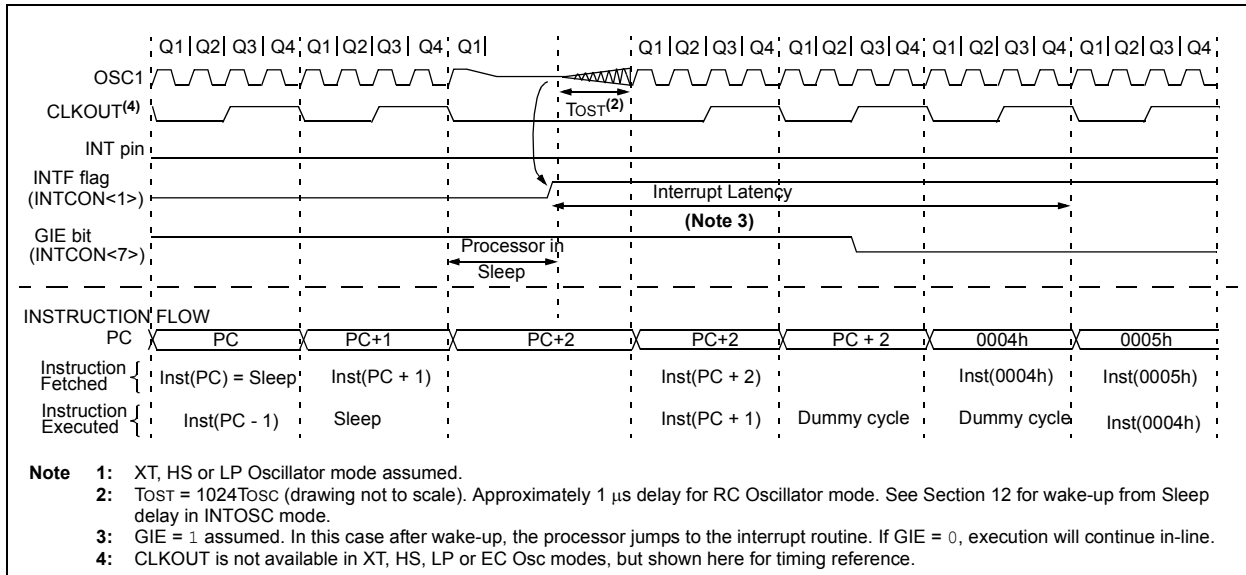 Q1 Q2 Q3 Q4 Q1 Q2 Q3 Q4 Q1 Q1 Q2 Q3 Q4 Q1 Q2 Q3 Q4 Q1 Q2 Q3 Q4 Q1 Q2 Q3 Q4
OSC1
CLKOUT(4)
TOST(2)
INT pin
INTF flag
(INTCON<1>)
Interrupt Latency
(Note 3)
GIE bit
(INTCON<7>)
Processor in
Sleep
INSTRUCTION FLOW
PC PC PC+1 PC+2 PC+2 PC + 2 0004h 0005h
Instruction
Fetched { Inst(PC) = Sleep Inst(PC + 1) Inst(PC + 2) Inst(0004h) Inst(0005h)
Instruction
Executed { Inst(PC - 1) Sleep Inst(PC + 1) Dummy cycle Dummy cycle Inst(0004h)
Note 1: XT, HS or LP Oscillator mode assumed.
2: TOST = 1024TOSC (drawing not to scale). Approximately 1 μs delay for RC Oscillator mode. See Section 12 for wake-up from Sleep
delay in INTOSC mode.
3: GIE = 1 assumed. In this case after wake-up, the processor jumps to the interrupt routine. If GIE = 0, execution will continue in-line.
4: CLKOUT is not available in XT, HS, LP or EC Osc modes, but shown here for timing reference.